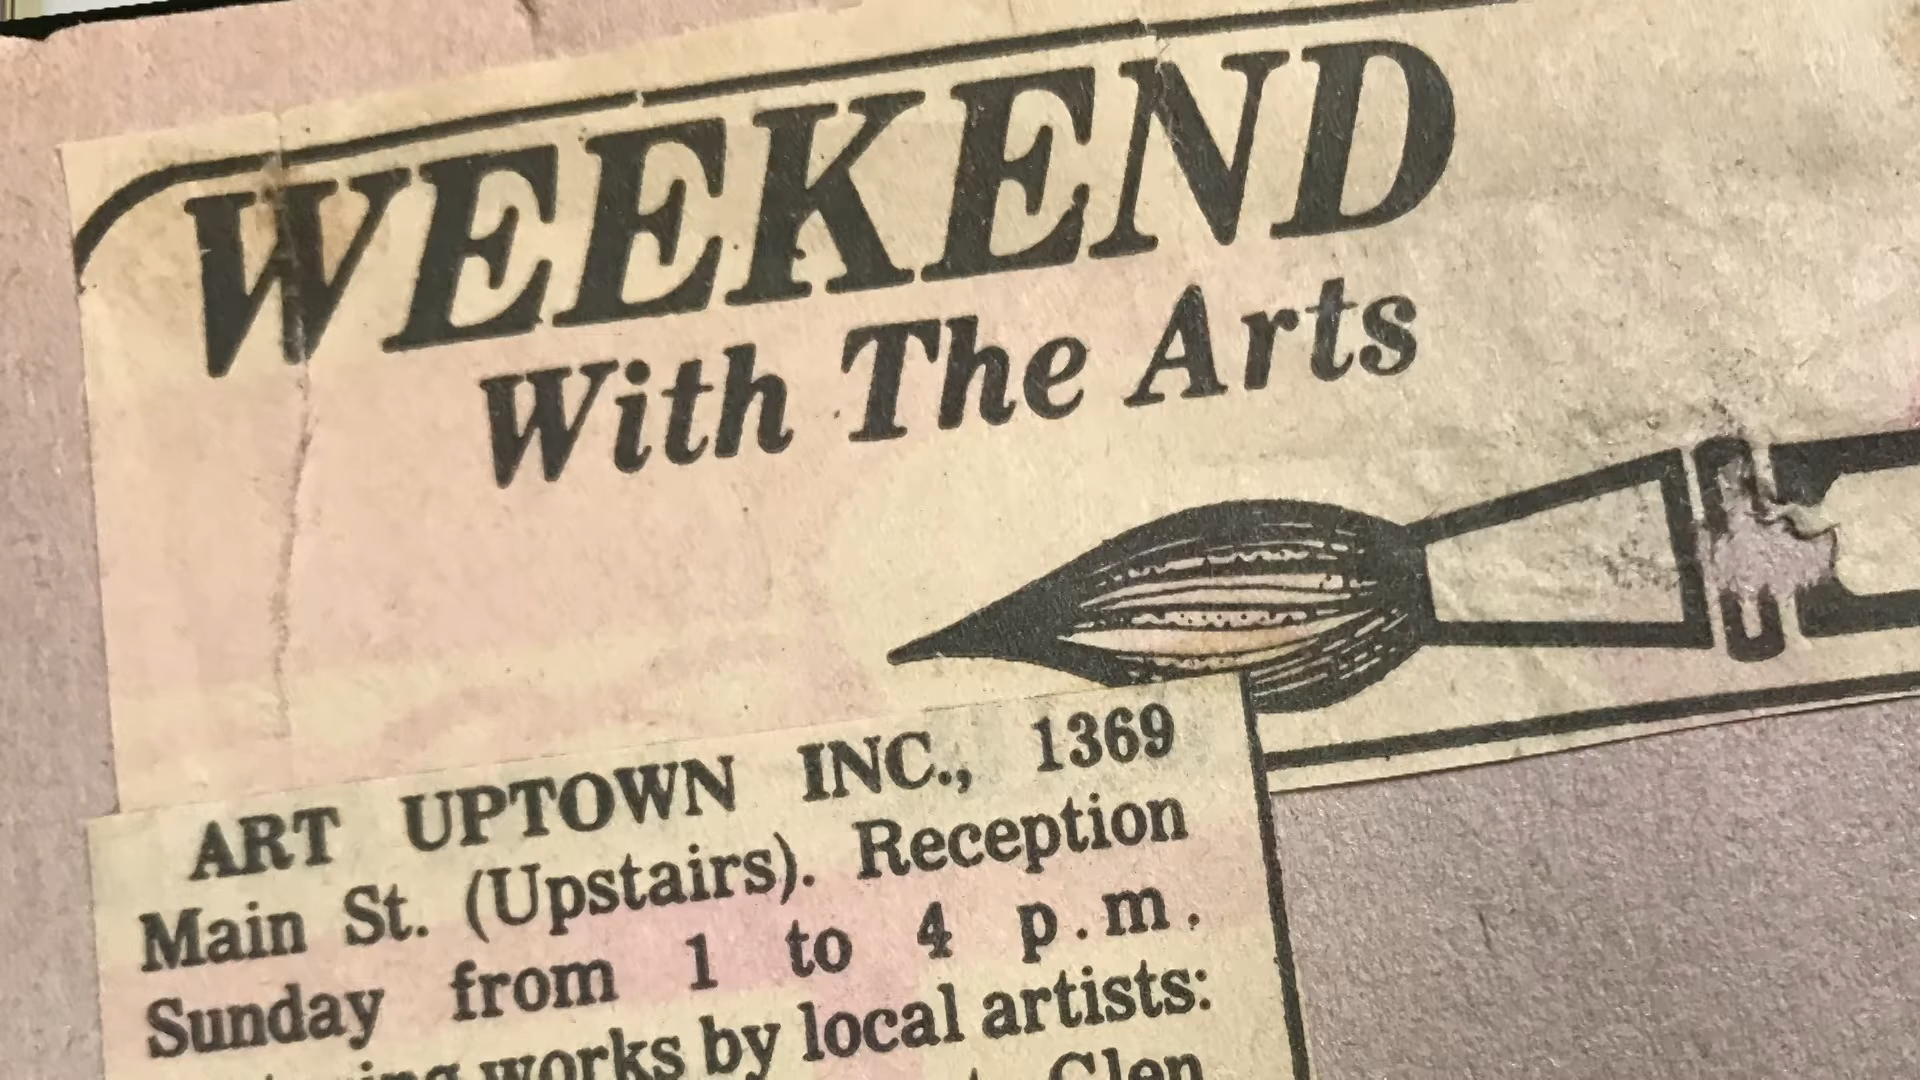 WEEKEND
With The Arts
ART UPTOWN INC., 1369
Main St. (Upstairs). Reception
Sunday from 1 to 4 p.m.
works by local artists:
Glen